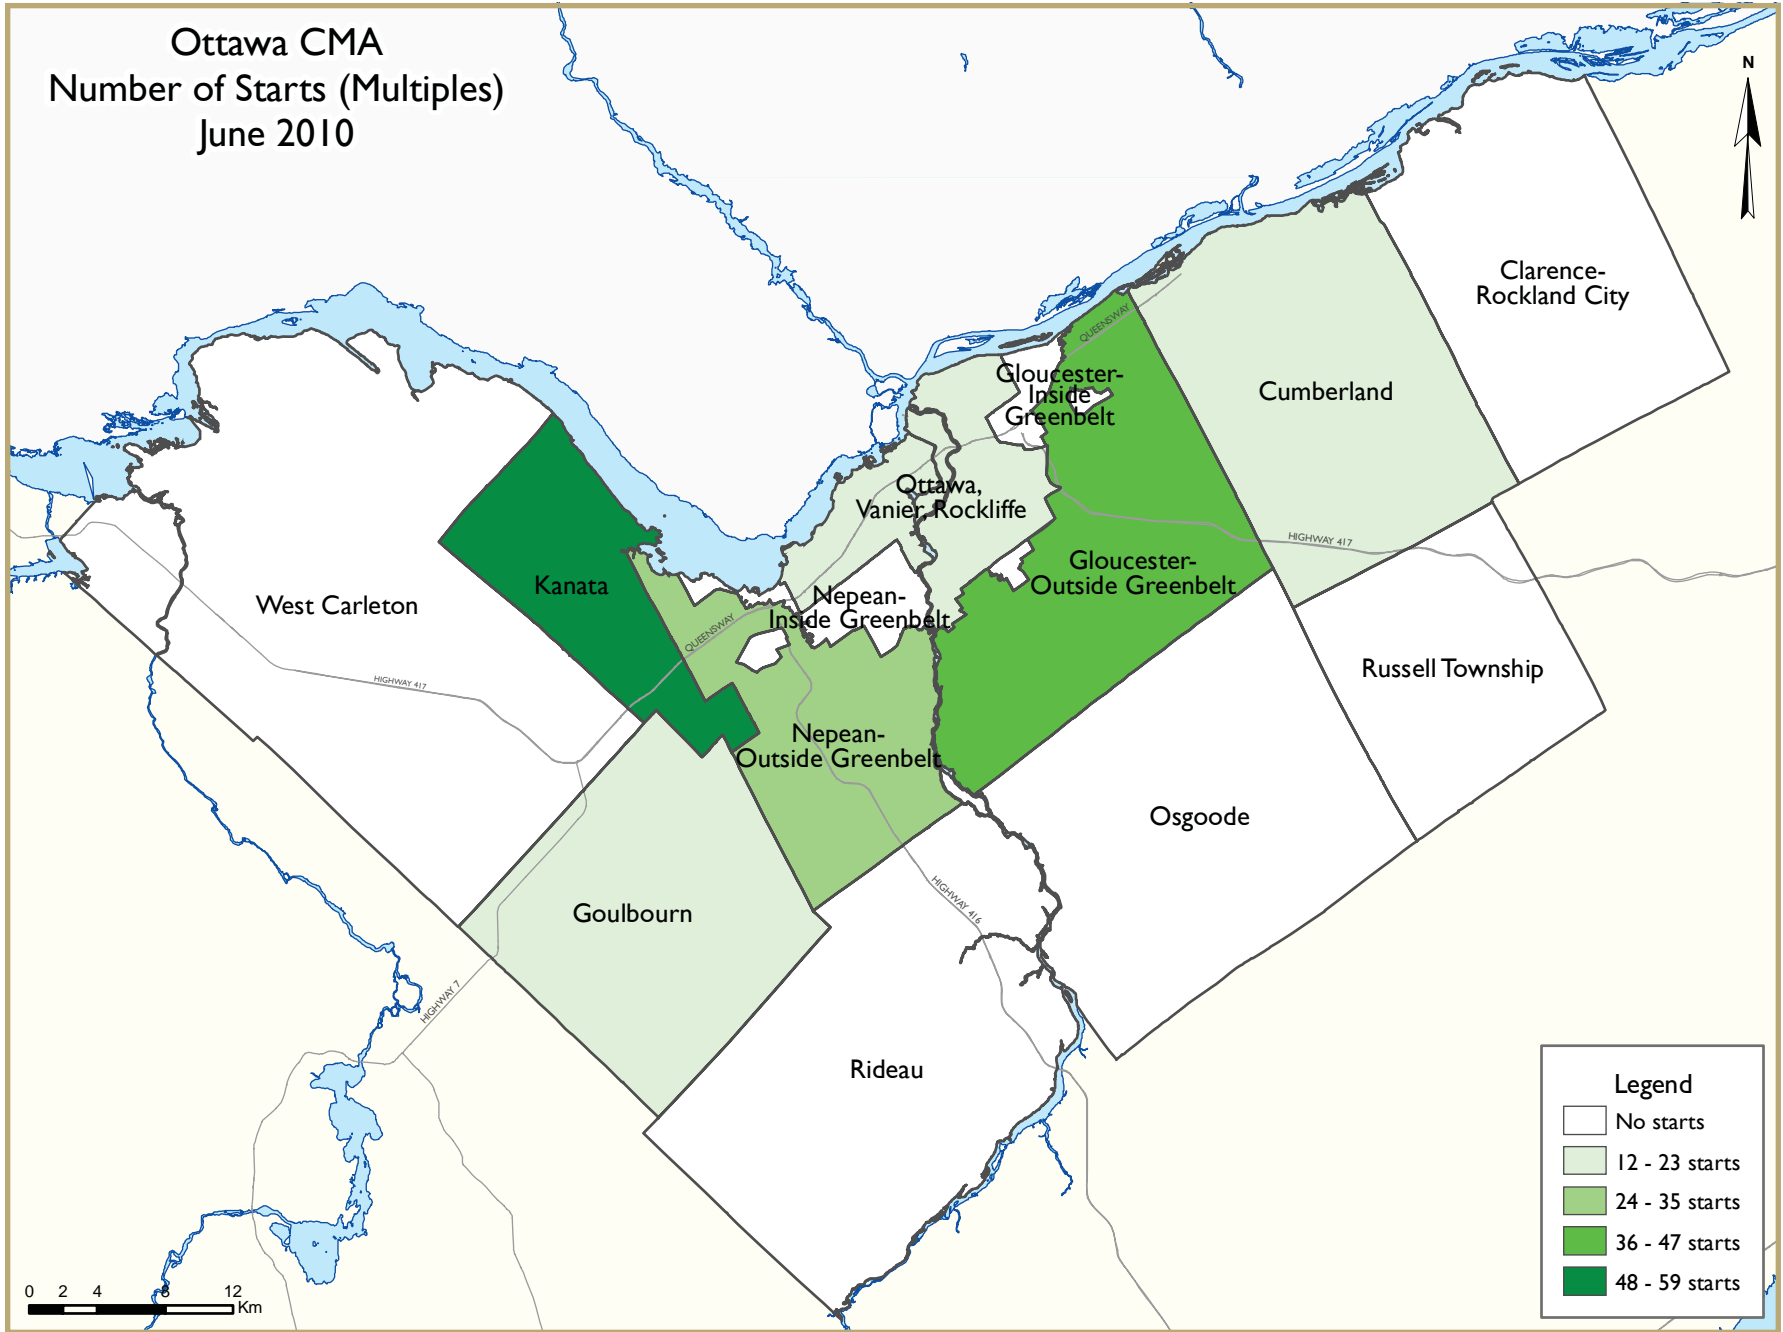 Ottawa CMA
Number of Starts (Multiples)
June 2010
N
Clarence-
Rockland City
QUEENSWAY
Gloucester-
Inside
Greenbelt
Cumberland
Ottawa,
Vanier, Rockliffe
HIGHWAY 417
Gloucester-
Outside Greenbelt
Kanata
West Carleton
Nepean-
Inside Greenbelt
QUEENSWAY
Russell Township
HIGHWAY 417
Nepean-
Outside Greenbelt
Osgoode
Goulbourn
HIGHWAY 416
HIGHWAY 7
Rideau
Legend
No starts
12 - 23 starts
24 - 35 starts
36 - 47 starts
48 - 59 starts
0 2 4 8 12
Km